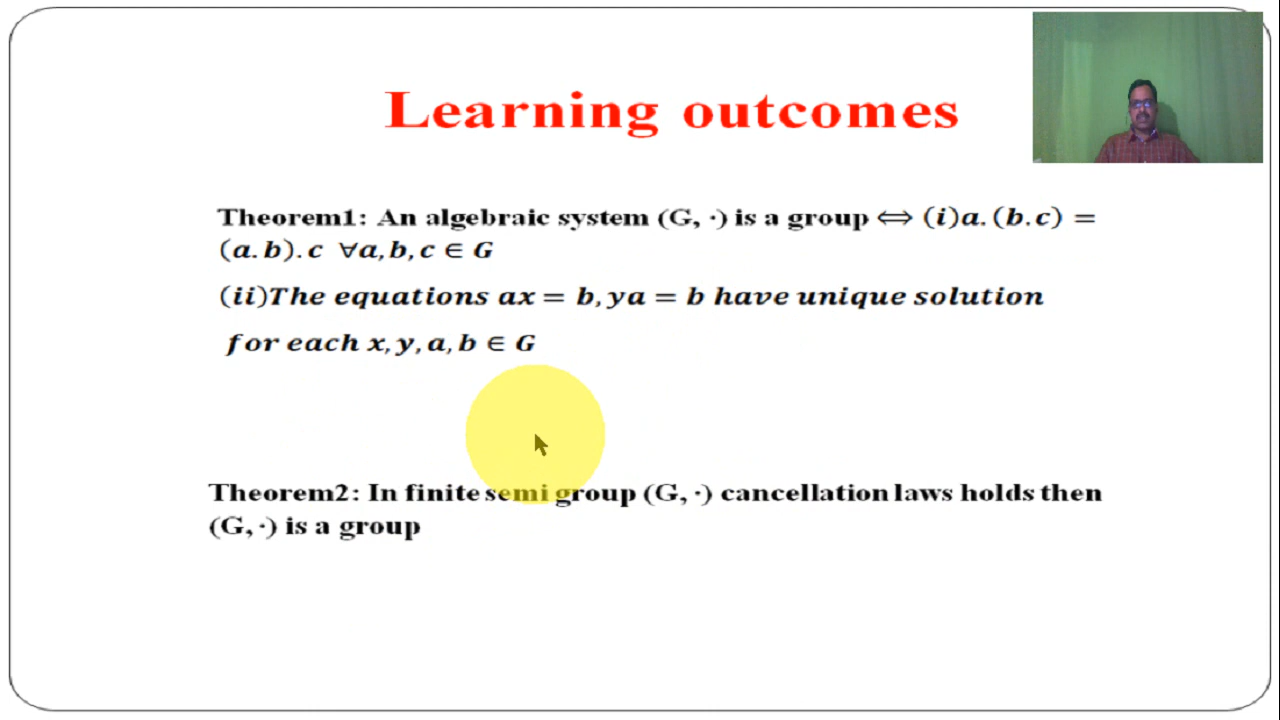 Learning outcomes
Theorem1: An algebraic system (G, ·) is a group ⟺ (i)a.(b.c) =
(a.b).c ∀a,b,c ∈ G
(ii)The equations ax = b, ya = b have unique solution
for each x,y,a,b ∈ G
Theorem2: In finite semi group (G, ·) cancellation laws holds then
(G, ·) is a group